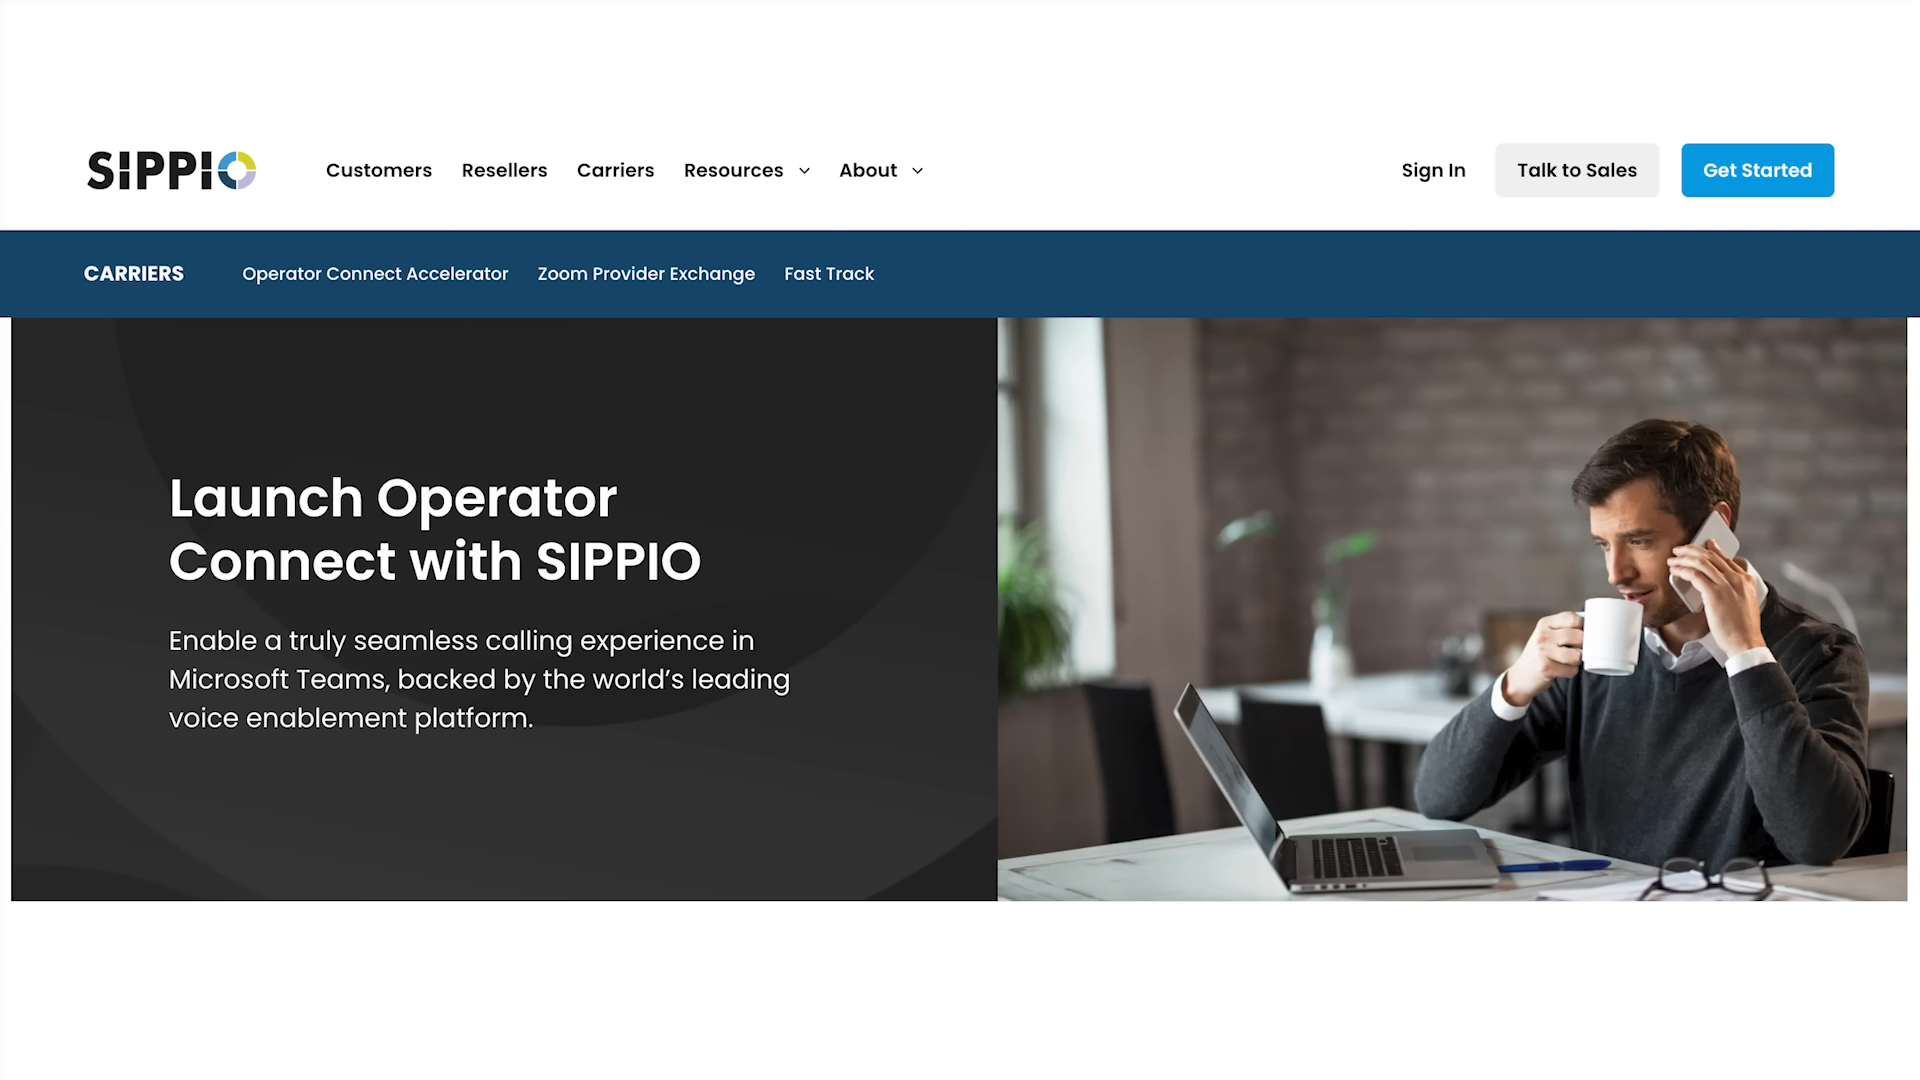 SIPPIO
Customers Resellers Carriers Resources About
Sign In Talk to Sales Get Started
CARRIERS Operator Connect Accelerator Zoom Provider Exchange Fast Track
Launch Operator
Connect with SIPPIO
Enable a truly seamless calling experience in
Microsoft Teams, backed by the world’s leading
voice enablement platform.